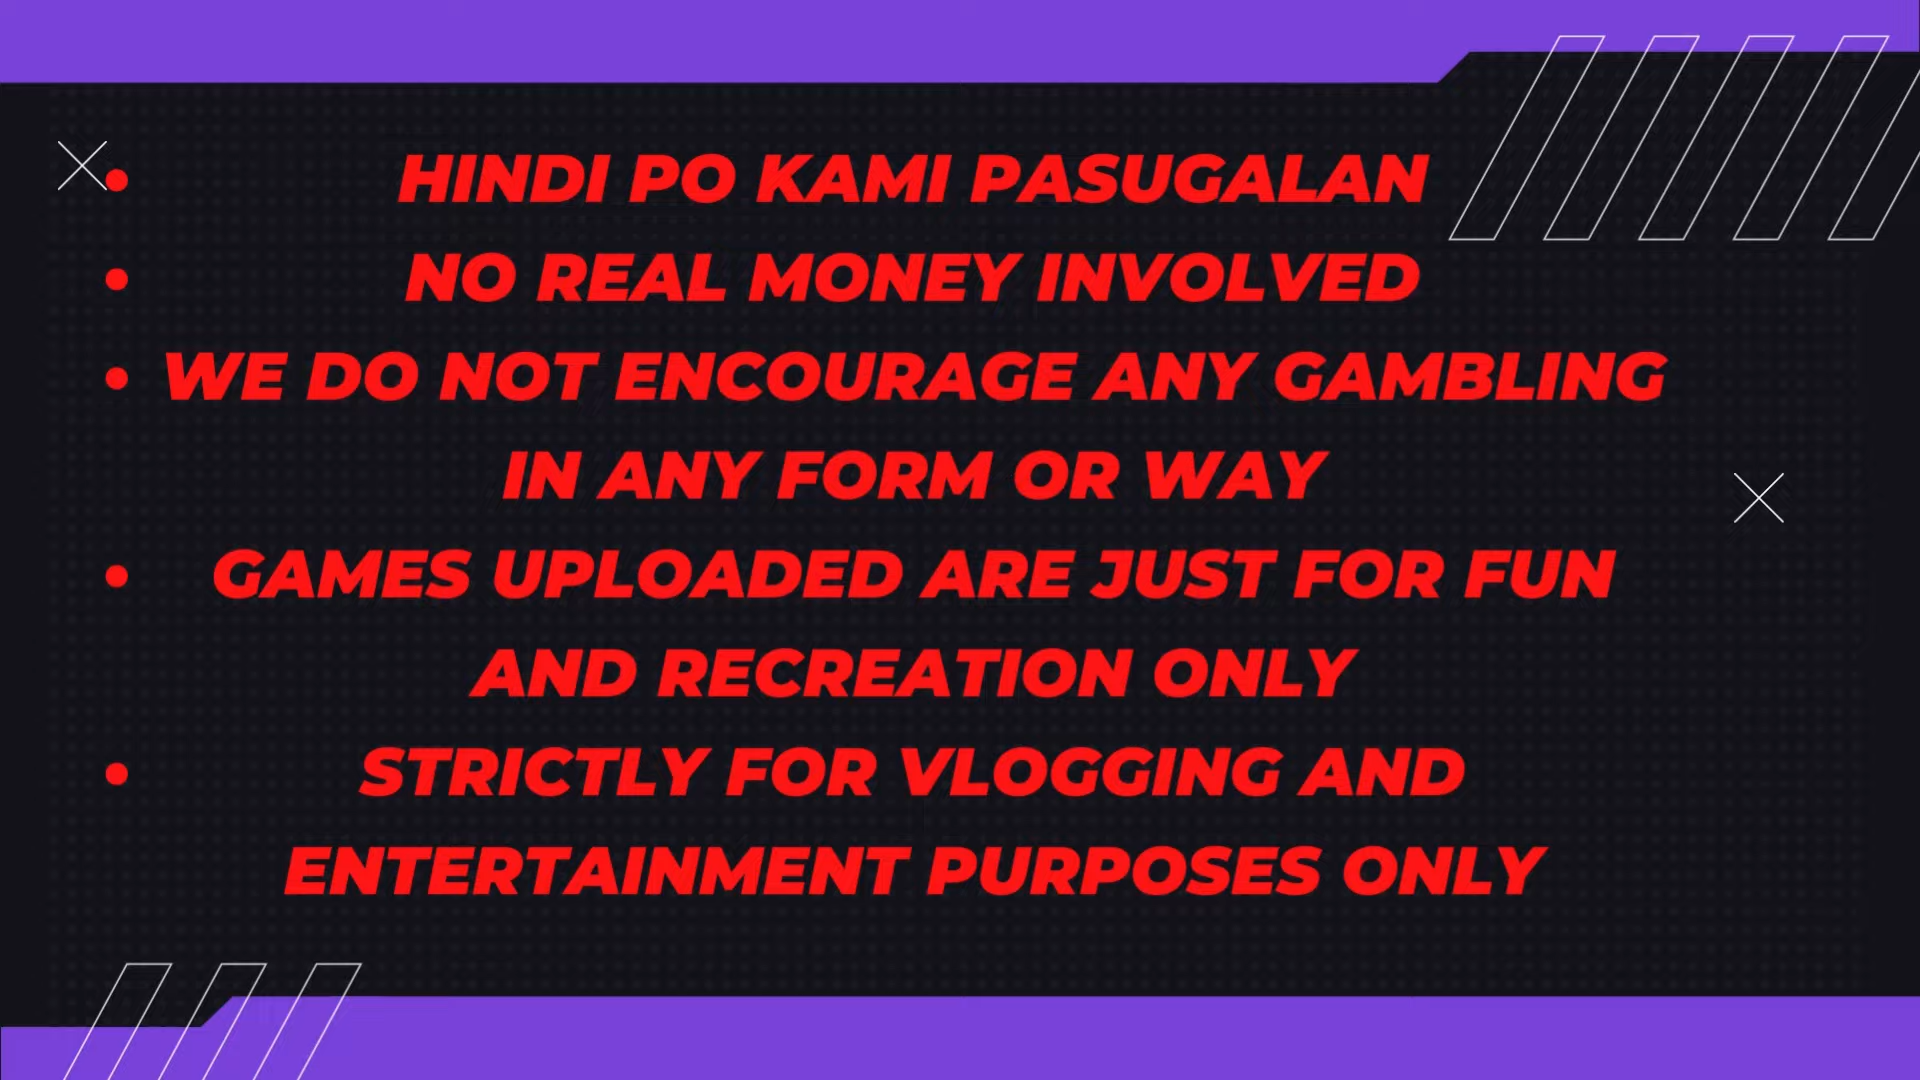 • HINDI PO KAMI PASUGALAN
• NO REAL MONEY INVOLVED
• WE DO NOT ENCOURAGE ANY GAMBLING
IN ANY FORM OR WAY
• GAMES UPLOADED ARE JUST FOR FUN
AND RECREATION ONLY
• STRICTLY FOR VLOGGING AND
ENTERTAINMENT PURPOSES ONLY